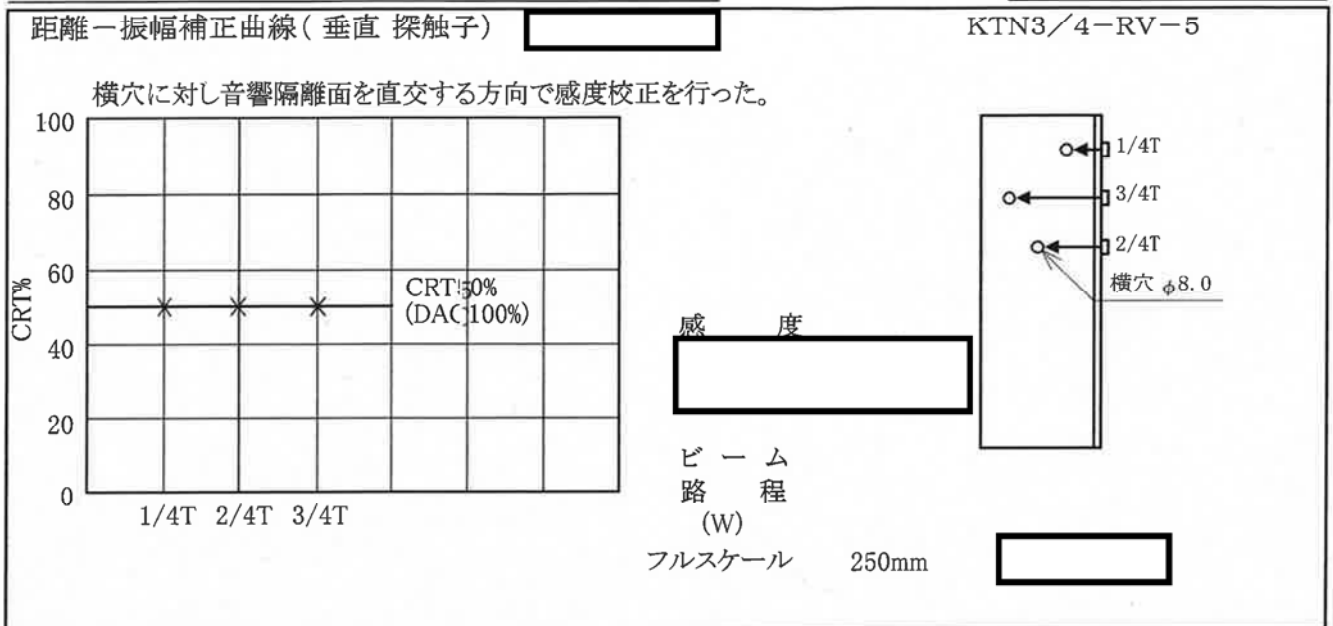 距離－振幅補正曲線( 垂直 探触子)
KTN3／4－RV－5
横穴に対し音響隔離面を直交する方向で感度校正を行った。
100
80
60
40
20
0
CRT%
CRT50%
(DAC100%)
1/4T 2/4T 3/4T
感 度
ビ ー ム
路 程
(W)
フルスケール 250mm
1/4T
3/4T
2/4T
横穴 φ8.0